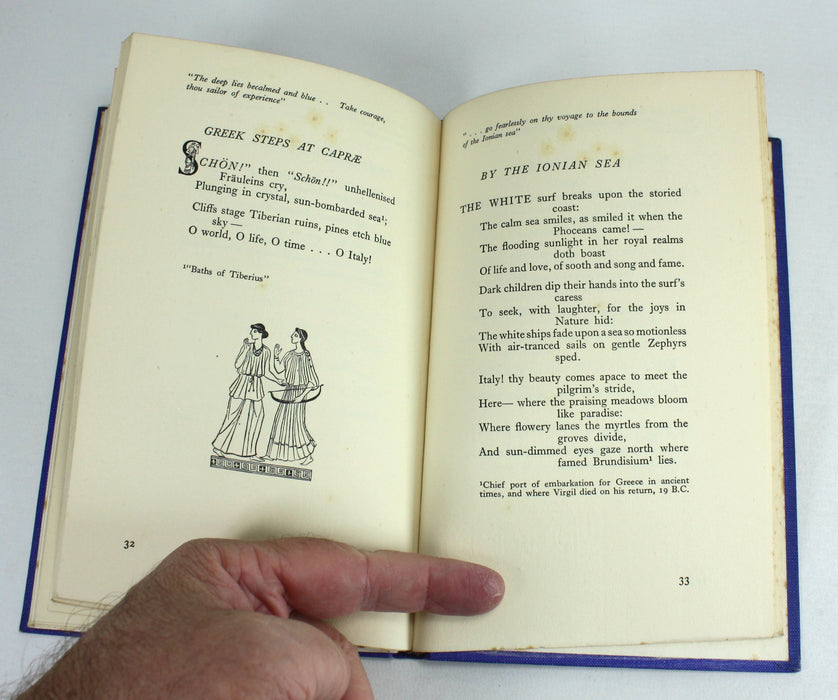 "The deep lies becalmed and blue . . Take courage,
thou sailor of experience"
GREEK STEPS AT CAPRÆ
SCHÖN!" then "Schön!!" unhellenised
Fräuleins cry,
Plunging in crystal, sun-bombarded sea¹;
Cliffs stage Tiberian ruins, pines etch blue
sky—
O world, O life, O time . . . O Italy!
¹"Baths of Tiberius"
32
". . . go fearlessly on thy voyage to the bounds
of the Ionian sea"
BY THE IONIAN SEA
THE WHITE surf breaks upon the storied
coast:
The calm sea smiles, as smiled it when the
Phoceans came!—
The flooding sunlight in her royal realms
doth boast
Of life and love, of sooth and song and fame.
Dark children dip their hands into the surf's
caress
To seek, with laughter, for the joys in
Nature hid:
The white ships fade upon a sea so motionless
With air-tranced sails on gentle Zephyrs
sped.
Italy! thy beauty comes apace to meet the
pilgrim's stride,
Here— where the praising meadows bloom
like paradise:
Where flowery lanes the myrtles from the
groves divide,
And sun-dimmed eyes gaze north where
famed Brundisium¹ lies.
¹Chief port of embarkation for Greece in ancient
times, and where Virgil died on his return, 19 B.C.
33